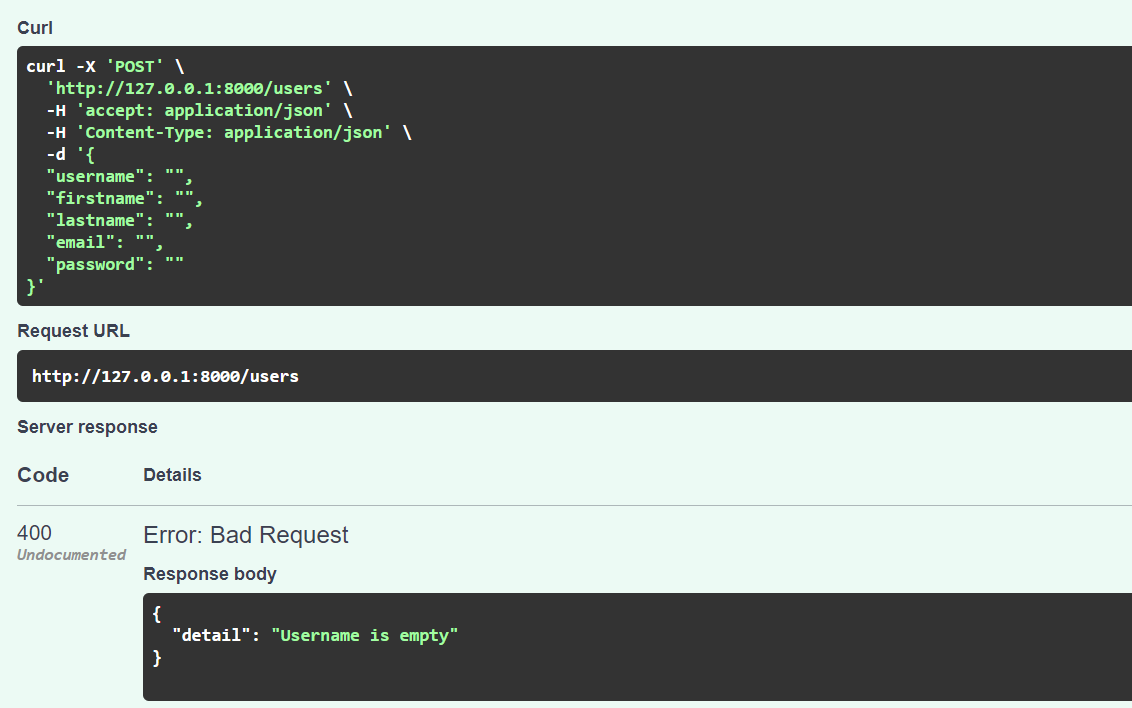 Curl
curl -X 'POST' \
'http://127.0.0.1:8000/users' \
-H 'accept: application/json' \
-H 'Content-Type: application/json' \
-d '{
"username": "",
"firstname": "",
"lastname": "",
"email": "",
"password": ""
}'
Request URL
http://127.0.0.1:8000/users
Server response
Code Details
400 Error: Bad Request
Undocumented
Response body
{
"detail": "Username is empty"
}